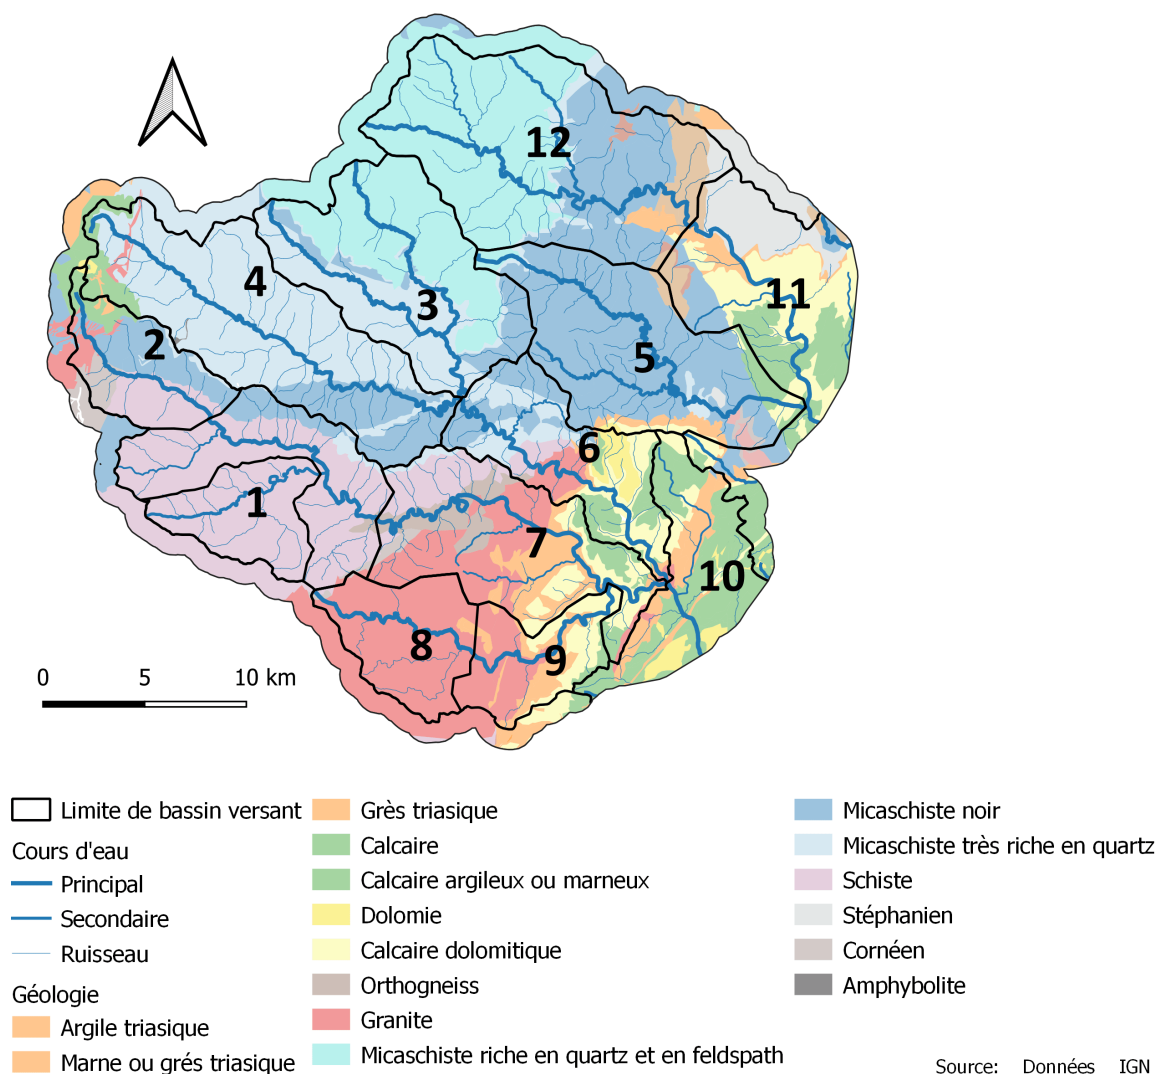 12
11
4
3
2
5
6
1
7
10
8
9
0 5 10 km
Limite de bassin versant
Cours d'eau
Principal
Secondaire
Ruisseau
Géologie
Argile triasique
Marne ou grés triasique
Grès triasique
Calcaire
Calcaire argileux ou marneux
Dolomie
Calcaire dolomitique
Orthogneiss
Granite
Micaschiste riche en quartz et en feldspath
Micaschiste noir
Micaschiste très riche en quartz
Schiste
Stéphanien
Cornéen
Amphybolite
Source: Données IGN